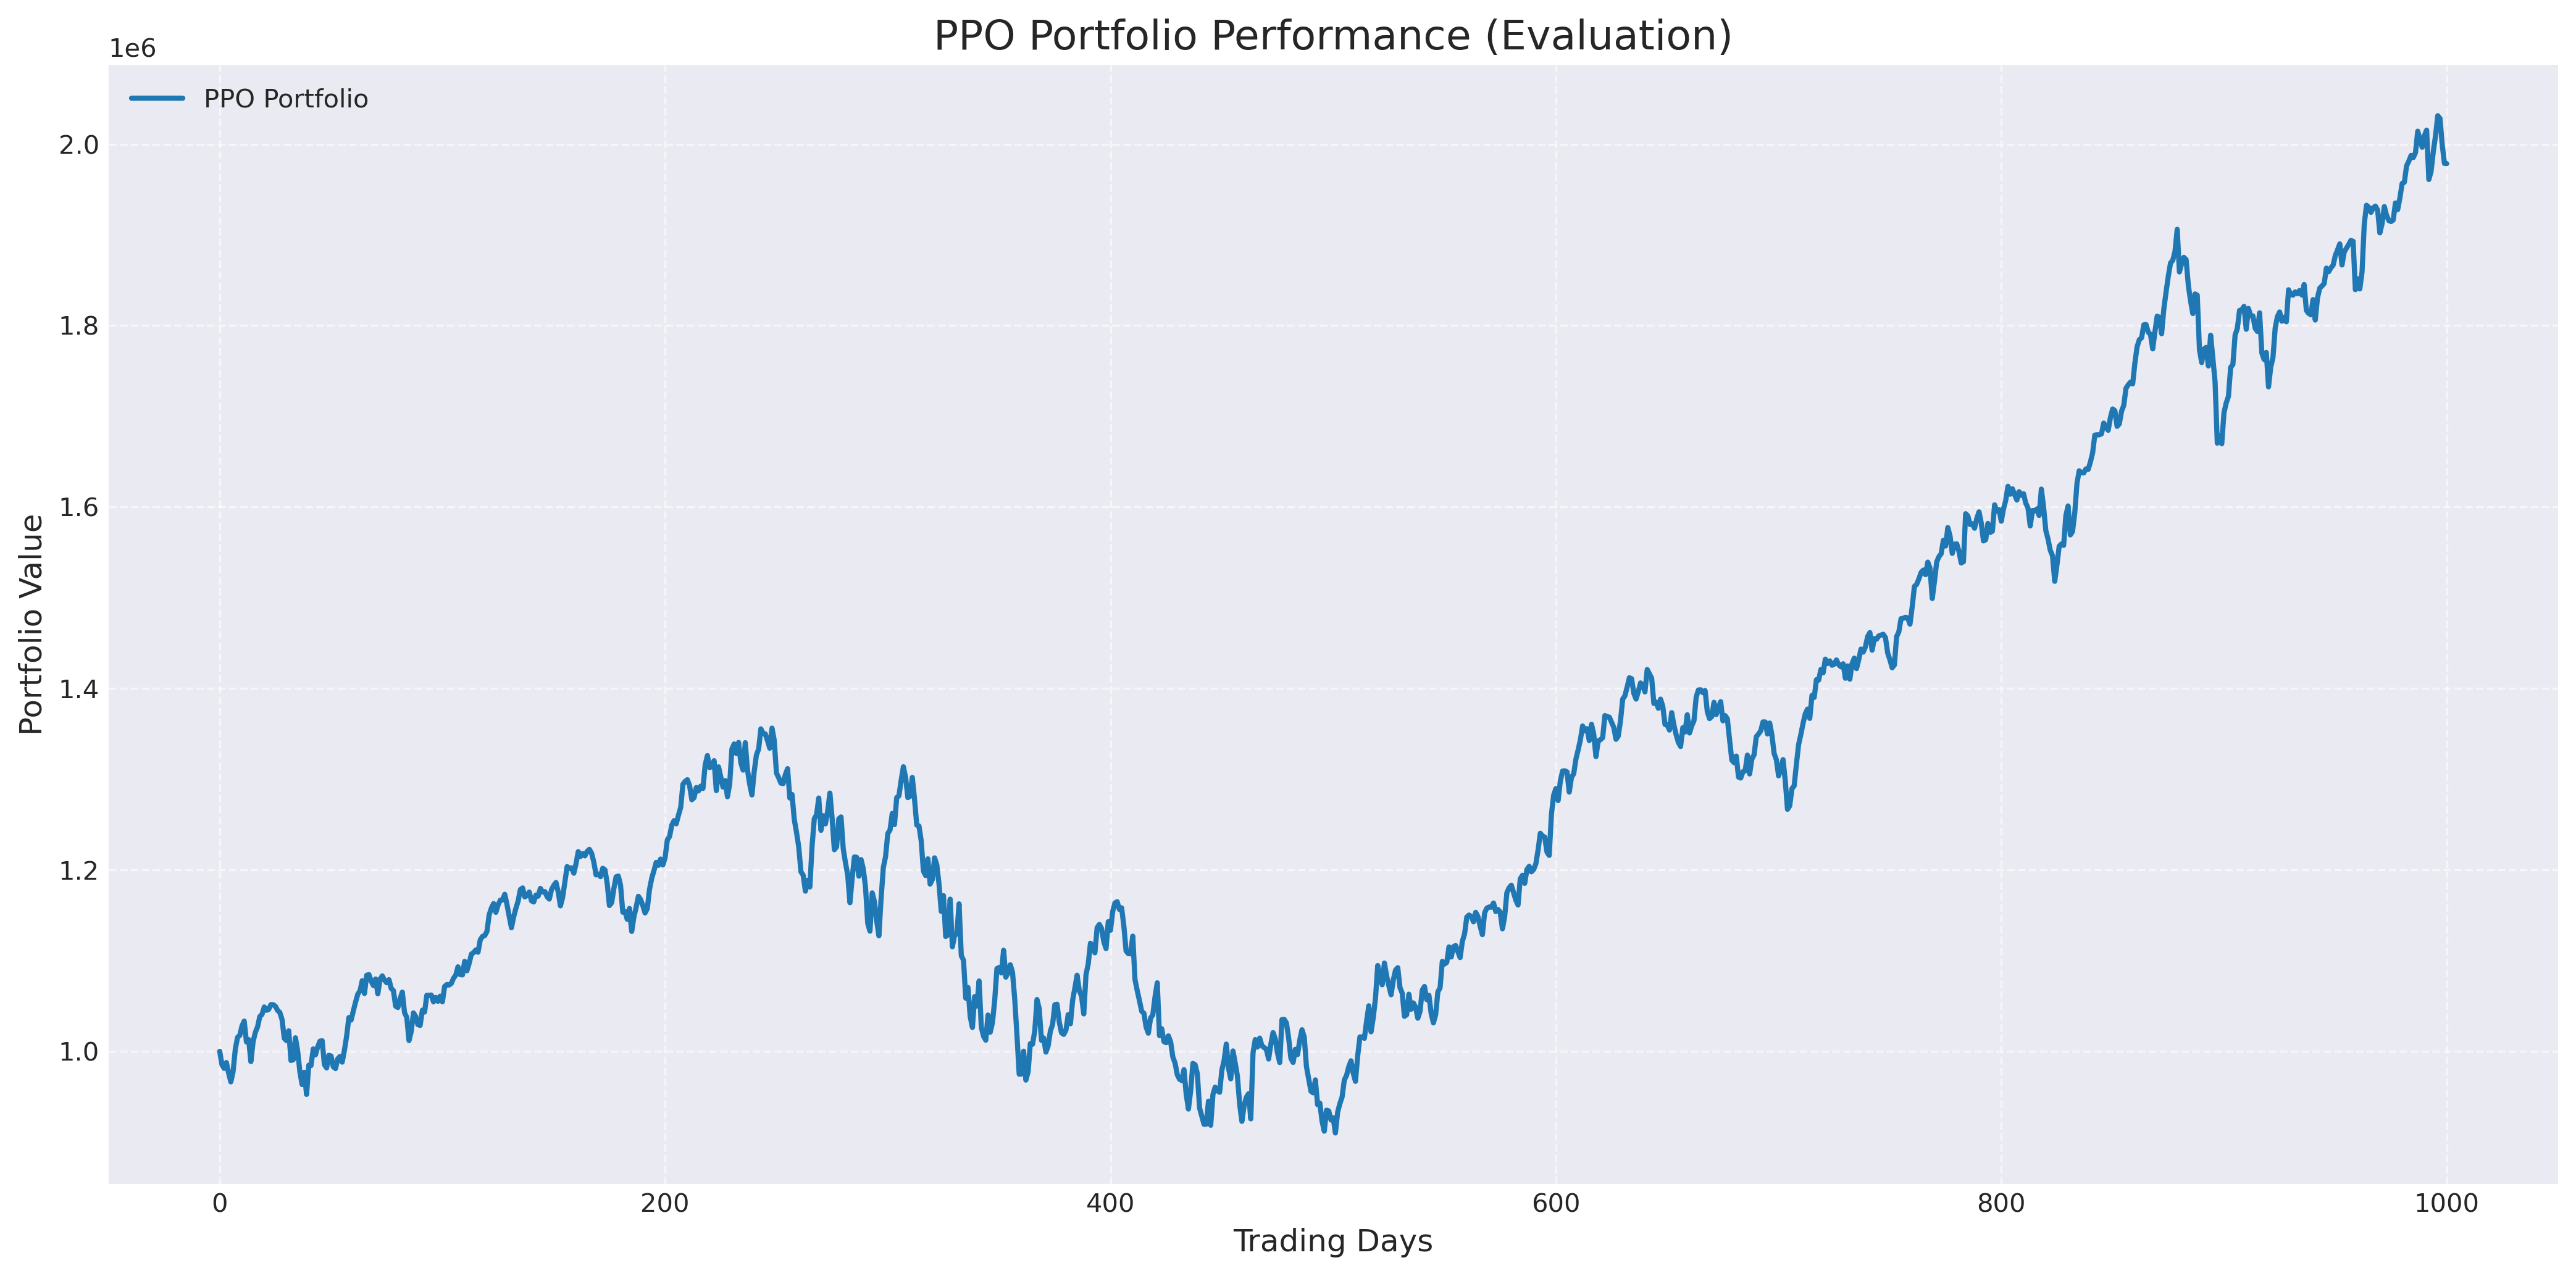 PPO Portfolio Performance (Evaluation)
1e6
PPO Portfolio
2.0
1.8
1.6
1.4
1.2
1.0
Portfolio Value
0 200 400 600 800 1000
Trading Days